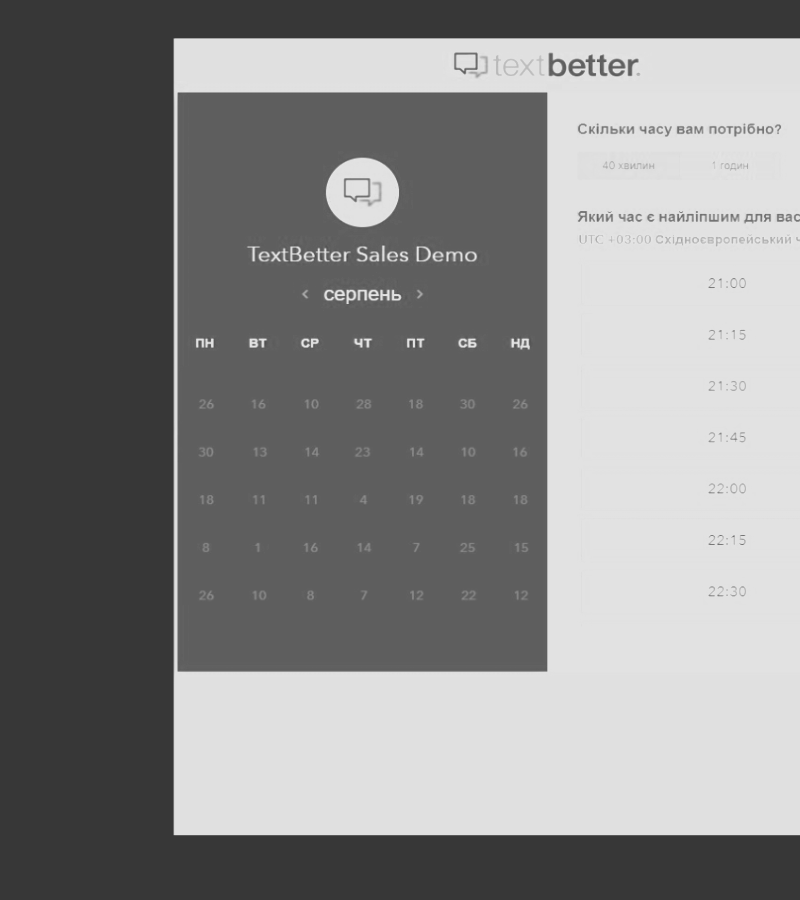 textbetter.
TextBetter Sales Demo
< серпень >
ПН ВТ СР ЧТ ПТ СБ НД
26 16 10 28 18 30 26
30 13 14 23 14 10 16
18 11 11 4 19 18 18
8 1 16 14 7 25 15
26 10 8 7 12 22 12
Скільки часу вам потрібно?
40 хвилин 1 годин
Який час є найліпшим для вас
UTC +03:00 Східноєвропейський
21:00
21:15
21:30
21:45
22:00
22:15
22:30